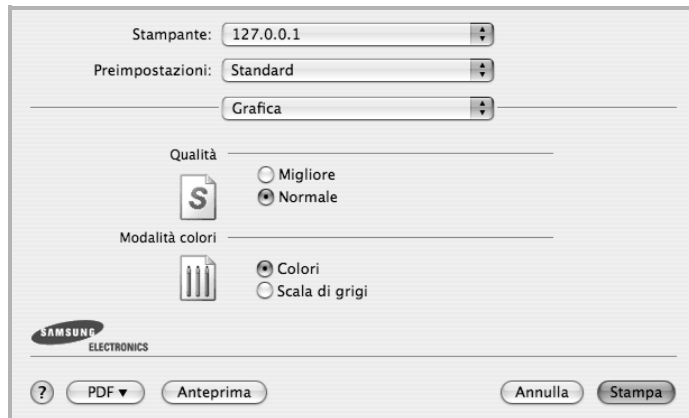 Stampante: 127.0.0.1
Preimpostazioni: Standard
Grafica
Qualità
Migliore
S
Normale
Modalità colori
Colori
Scala di grigi
SAMSUNG
ELECTRONICS
? PDF Anteprima Annulla Stampa